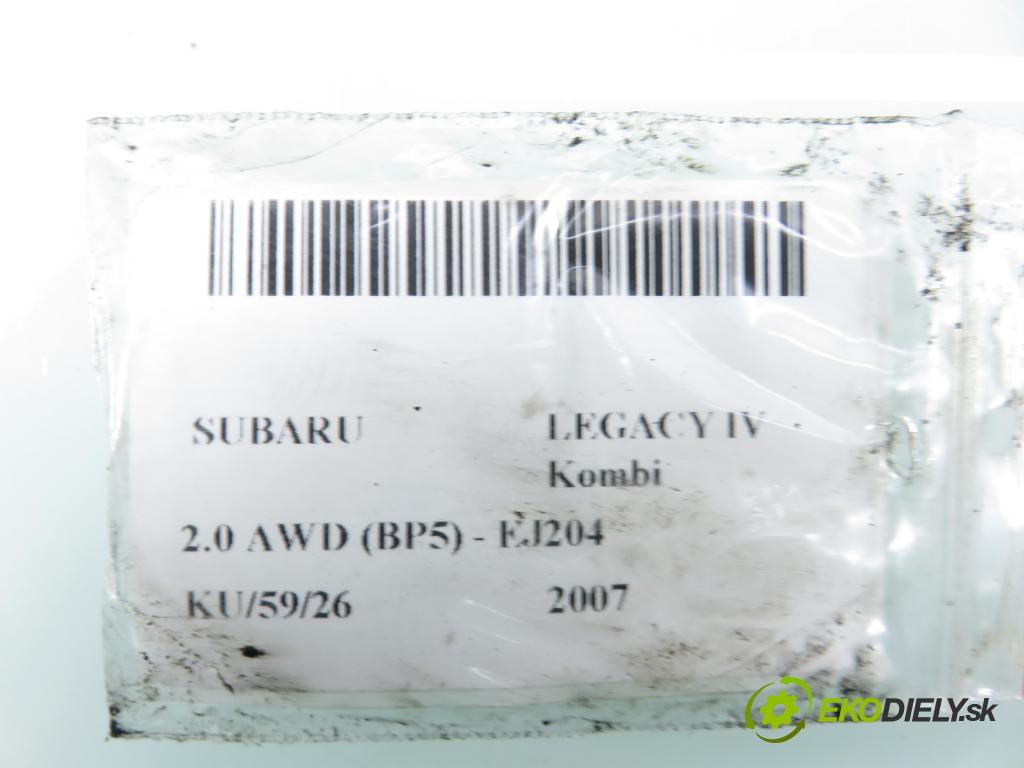 SUBARU LEGACY IV
Kombi
2.0 AWD (BP5) - EJ204
KU/59/26 2007
EKODIELY.sk